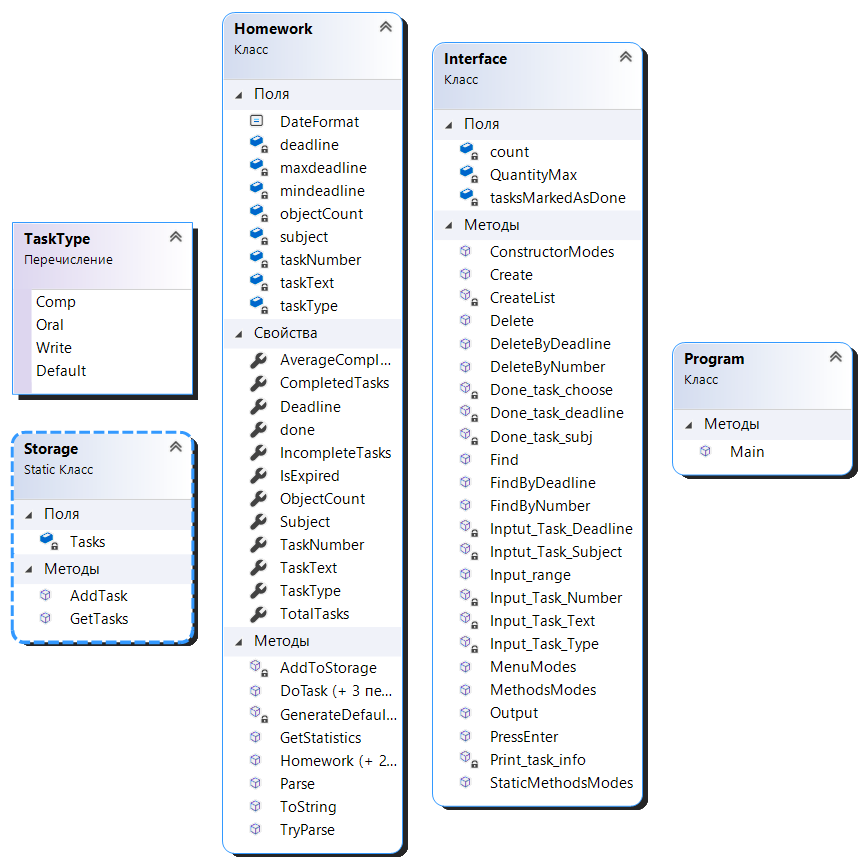 TaskType
Перечисление
Comp
Oral
Write
Default
Storage
Static Класс
Поля
Tasks
Методы
AddTask
GetTasks
Homework
Класс
Поля
DateFormat
deadline
maxdeadline
mindeadline
objectCount
subject
taskNumber
taskText
taskType
Свойства
AverageCompl...
CompletedTasks
Deadline
done
IncompleteTasks
IsExpired
ObjectCount
Subject
TaskNumber
TaskText
TaskType
TotalTasks
Методы
AddToStorage
DoTask (+ 3 пе...
GenerateDefaul...
GetStatistics
Homework (+ 2...
Parse
ToString
TryParse
Interface
Класс
Поля
count
QuantityMax
tasksMarkedAsDone
Методы
ConstructorModes
Create
CreateList
Delete
DeleteByDeadline
DeleteByNumber
Done_task_choose
Done_task_deadline
Done_task_subj
Find
FindByDeadline
FindByNumber
Inptut_Task_Deadline
Inptut_Task_Subject
Input_range
Input_Task_Number
Input_Task_Text
Input_Task_Type
MenuModes
MethodsModes
Output
PressEnter
Print_task_info
StaticMethodsModes
Program
Класс
Методы
Main